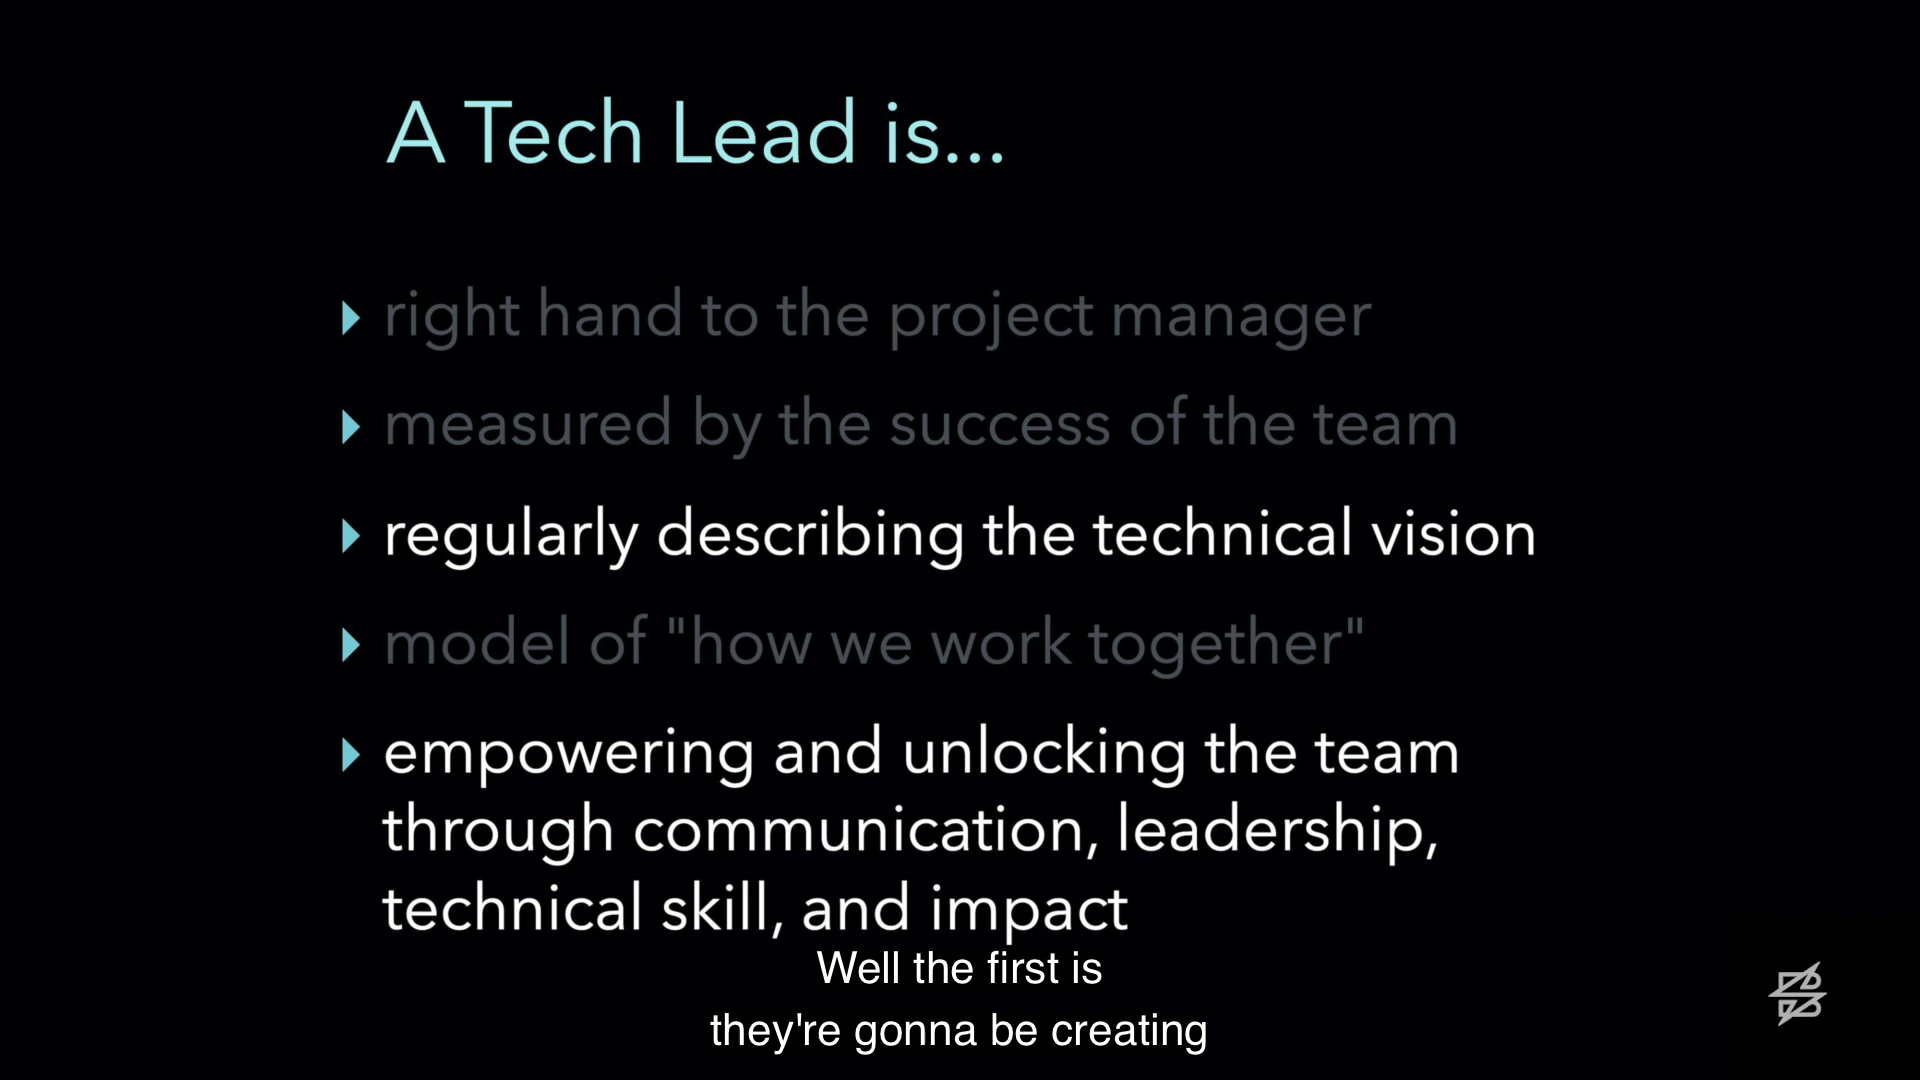 A Tech Lead is...
right hand to the project manager
measured by the success of the team
regularly describing the technical vision
model of "how we work together"
empowering and unlocking the team
through communication, leadership,
technical skill, and impact
Well the first is
they're gonna be creating